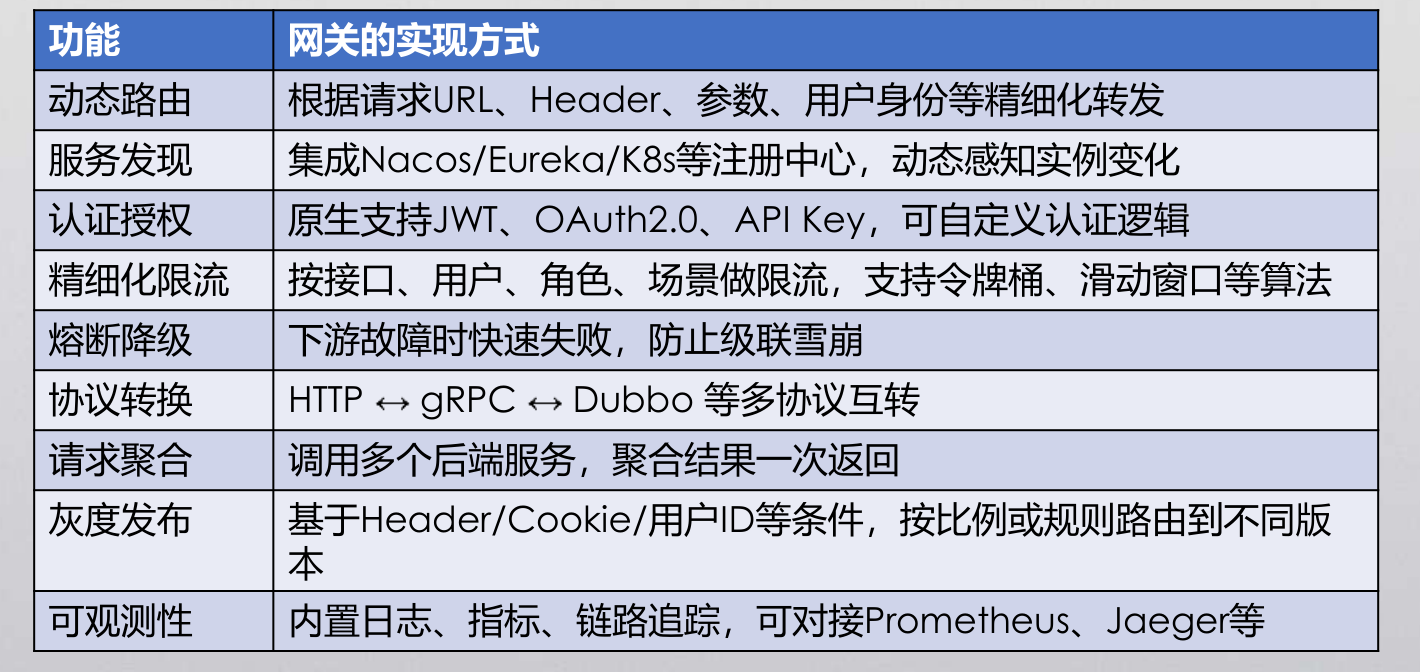 功能
网关的实现方式
动态路由
根据请求URL、Header、参数、用户身份等精细化转发
服务发现
集成Nacos/Eureka/K8s等注册中心，动态感知实例变化
认证授权
原生支持JWT、OAuth2.0、API Key，可自定义认证逻辑
精细化限流
按接口、用户、角色、场景做限流，支持令牌桶、滑动窗口等算法
熔断降级
下游故障时快速失败，防止级联雪崩
协议转换
HTTP ↔ gRPC ↔ Dubbo 等多协议互转
请求聚合
调用多个后端服务，聚合结果一次返回
灰度发布
基于Header/Cookie/用户ID等条件，按比例或规则路由到不同版
本
可观测性
内置日志、指标、链路追踪，可对接Prometheus、Jaeger等